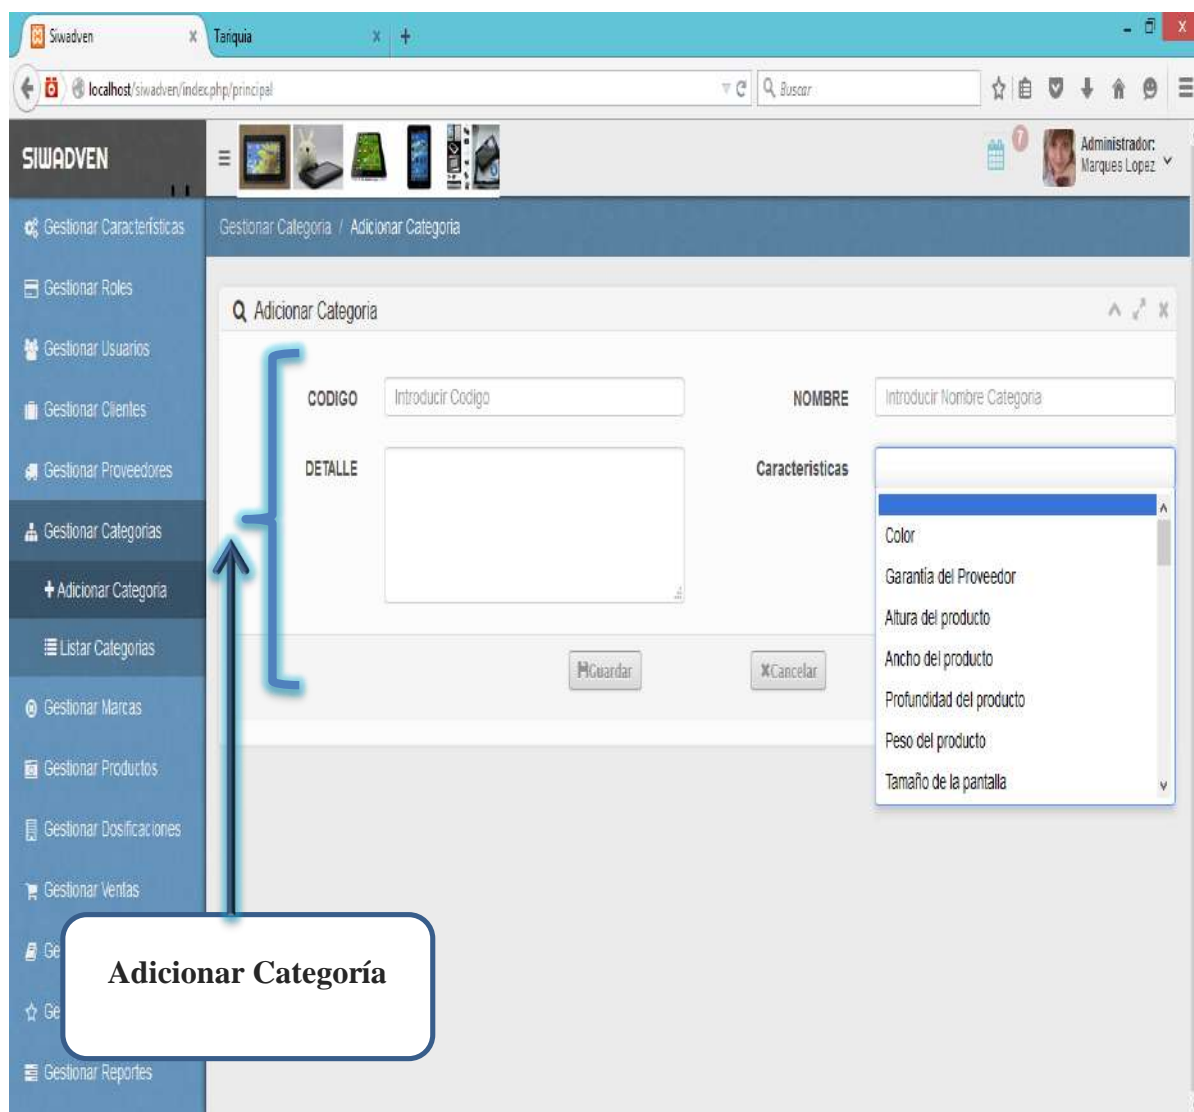 Siwadven x Tariquia x +
localhost/siwadven/index.php/principal
Buscar
SIWADVEN
7
Administrador:
Marques Lopez
Gestionar Características
Gestionar Roles
Gestionar Usuarios
Gestionar Clientes
Gestionar Proveedores
Gestionar Categorias
Adicionar Categoria
Listar Categorias
Gestionar Marcas
Gestionar Productos
Gestionar Dosificaciones
Gestionar Ventas
Ge
Ge
Gestionar Reportes
Gestionar Categoria / Adicionar Categoria
Adicionar Categoria
CODIGO Introducir Codigo
NOMBRE Introducir Nombre Categoria
DETALLE
Caracteristicas
Color
Garantía del Proveedor
Altura del producto
Ancho del producto
Profundidad del producto
Peso del producto
Tamaño de la pantalla
Guardar
Cancelar
Adicionar Categoría